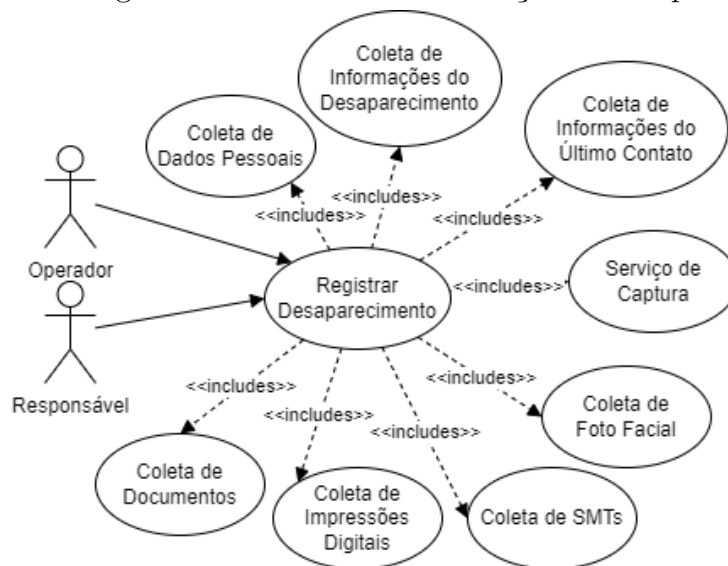 Coleta de
Informações do
Desaparecimento
Coleta de
Informações do
Último Contato
Coleta de
Dados Pessoais
<<includes>>
<<includes>>
<<includes>>
Operador
Registrar
Desaparecimento
<<includes>>
Serviço de
Captura
Responsável
<<includes>>
<<includes>>
<<includes>>
<<includes>>
Coleta de
Foto Facial
Coleta de
Documentos
Coleta de
Impressões
Digitais
Coleta de SMTs